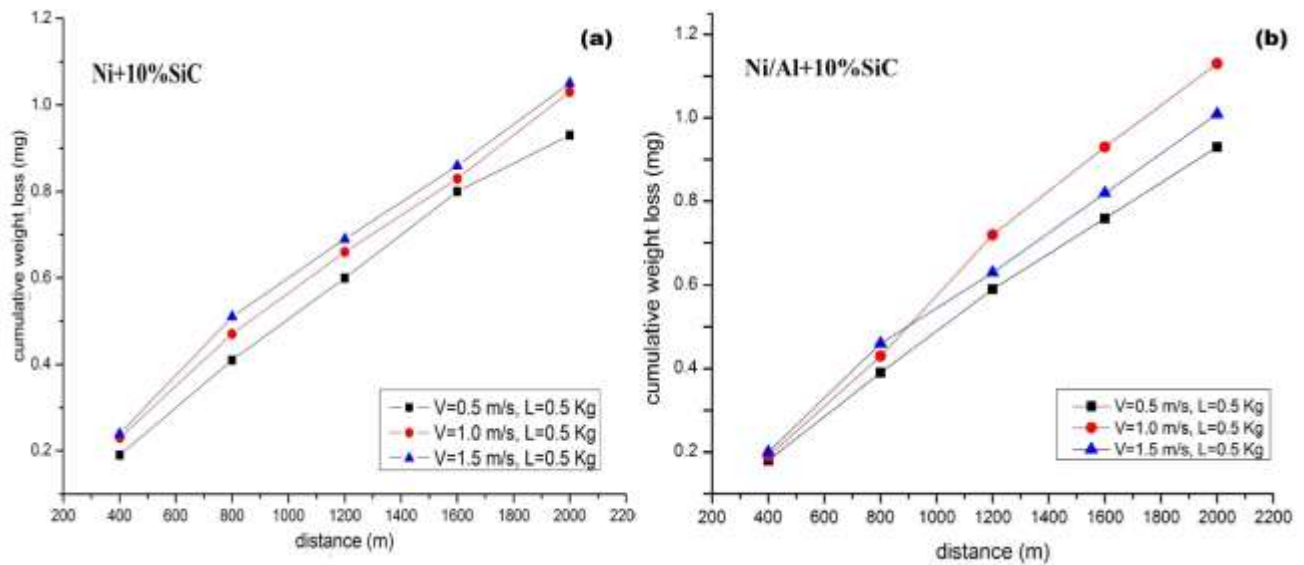 (a)
Ni+10%SiC
cumulative weight loss (mg)
1.2
1.0
0.8
0.6
0.4
0.2
V=0.5 m/s, L=0.5 Kg
V=1.0 m/s, L=0.5 Kg
V=1.5 m/s, L=0.5 Kg
200 400 600 800 1000 1200 1400 1600 1800 2000 220
distance (m)
(b)
Ni/Al+10%SiC
cumulative weight loss (mg)
1.2
1.0
0.8
0.6
0.4
0.2
V=0.5 m/s, L=0.5 Kg
V=1.0 m/s, L=0.5 Kg
V=1.5 m/s, L=0.5 Kg
200 400 600 800 1000 1200 1400 1600 1800 2000 2200
distance (m)